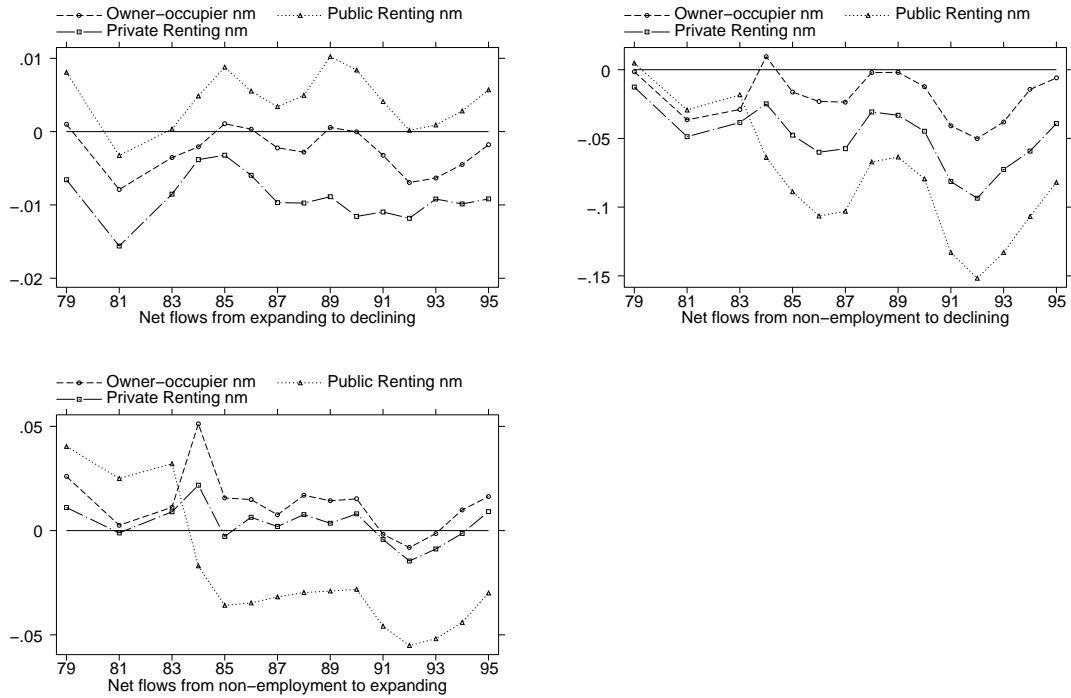 Owner−occupier nm Public Renting nm
Private Renting nm
.01
0
−.01
−.02
79 81 83 85 87 89 91 93 95
Net flows from expanding to declining
Owner−occupier nm Public Renting nm
Private Renting nm
0
−.05
−.1
−.15
79 81 83 85 87 89 91 93 95
Net flows from non−employment to declining
Owner−occupier nm Public Renting nm
Private Renting nm
.05
0
−.05
79 81 83 85 87 89 91 93 95
Net flows from non−employment to expanding